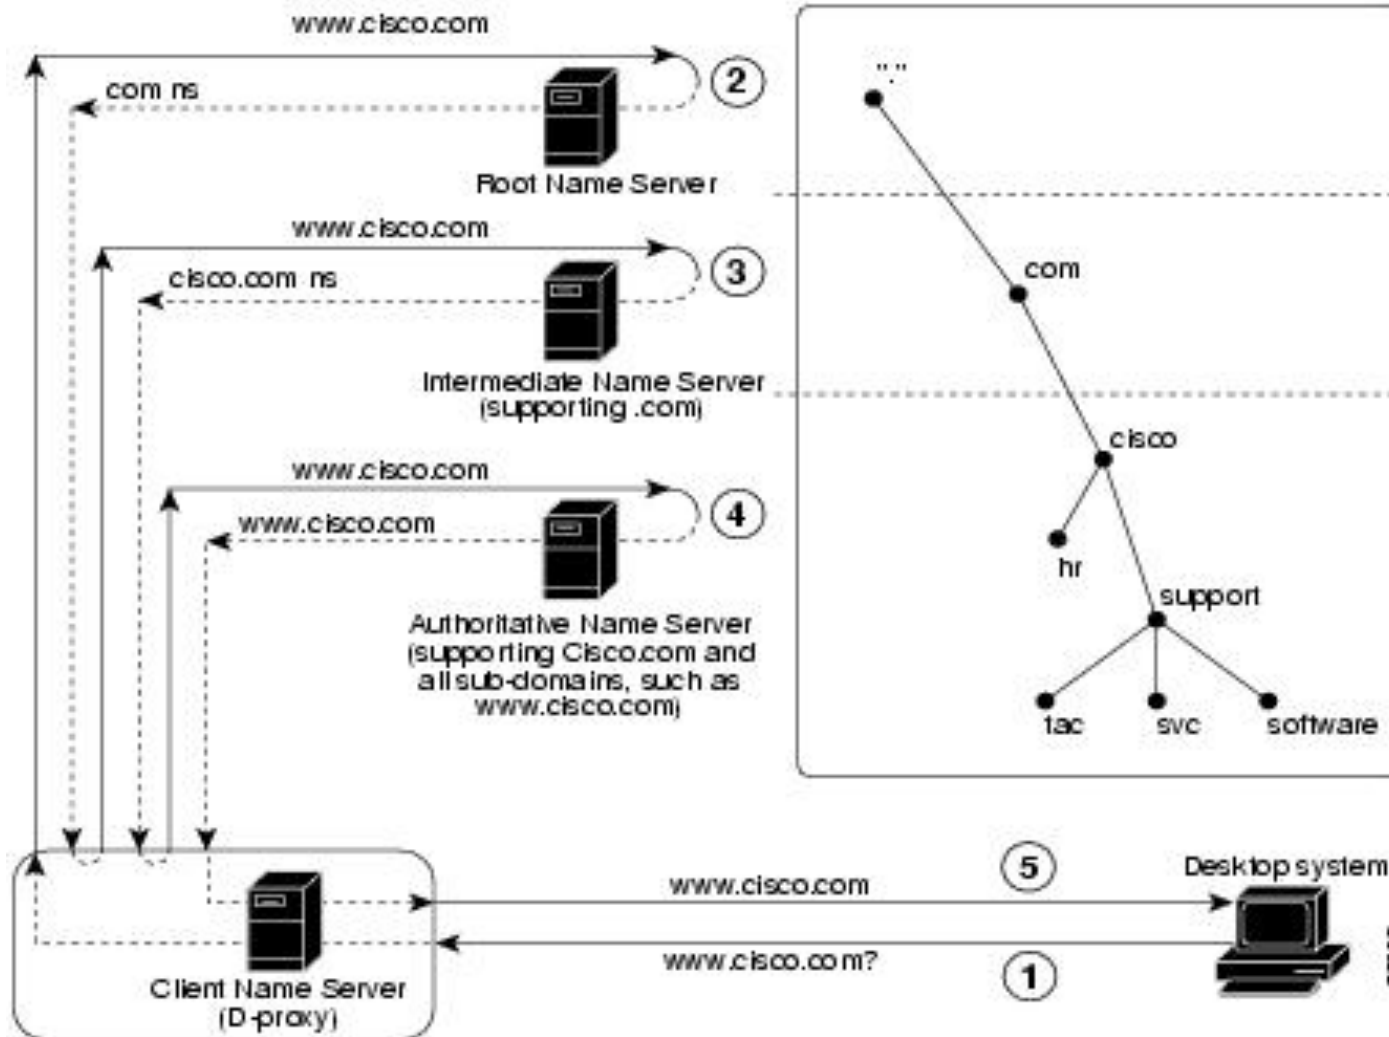 www.cisco.com
com ns
2
Root Name Server
www.cisco.com
cisco.com ns
3
Intermediate Name Server
(supporting .com)
www.cisco.com
www.cisco.com
4
Authoritative Name Server
(supporting Cisco.com and
all sub-domains, such as
www.cisco.com)
"."
com
cisco
hr
support
tac
svc
software
5
www.cisco.com
Desktop system
www.cisco.com?
1
Client Name Server
(D-proxy)